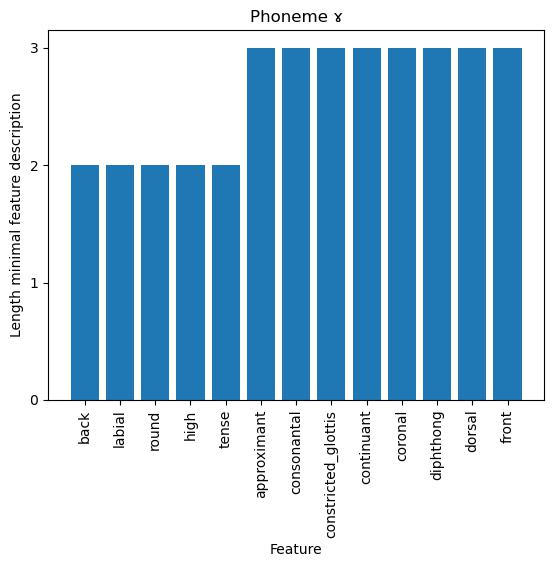 Phoneme ɤ
Length minimal feature description
3
2
1
0
back
labial
round
high
tense
approximant
consonantal
constricted_glottis
continuant
coronal
diphthong
dorsal
front
Feature